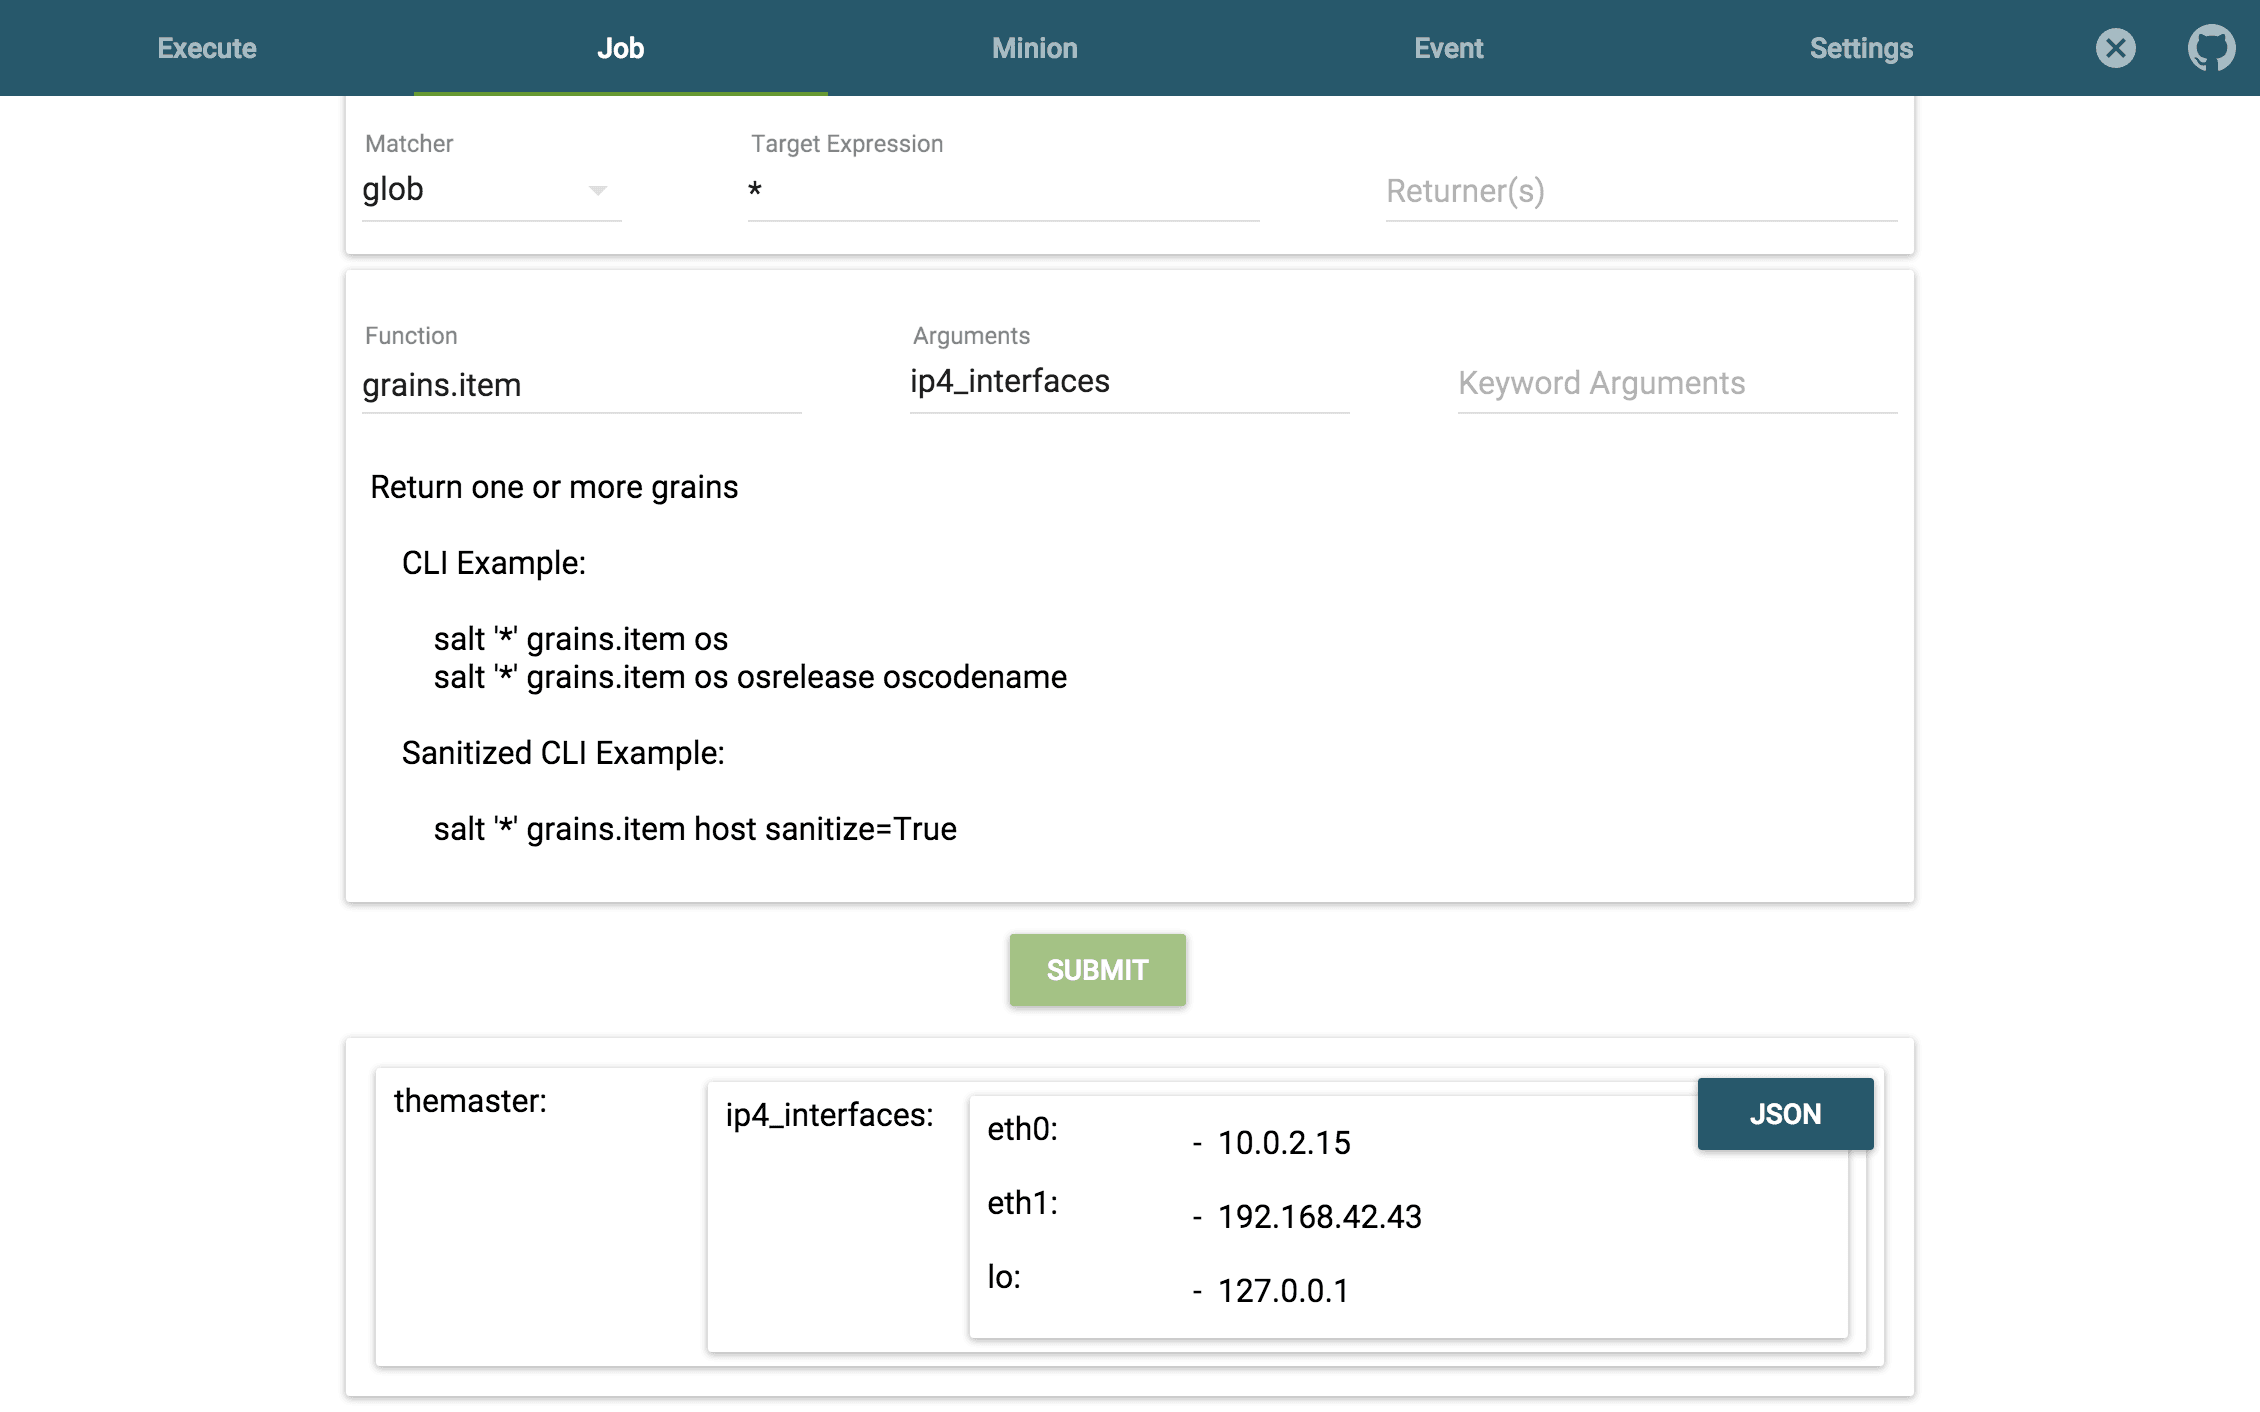 Execute Job Minion Event Settings
Matcher Target Expression
glob * Returner(s)
Function Arguments
grains.item ip4_interfaces Keyword Arguments
Return one or more grains
CLI Example:
salt '*' grains.item os
salt '*' grains.item os osrelease oscodename
Sanitized CLI Example:
salt '*' grains.item host sanitize=True
SUBMIT
themaster: ip4_interfaces: eth0: - 10.0.2.15 JSON
eth1: - 192.168.42.43
lo: - 127.0.0.1